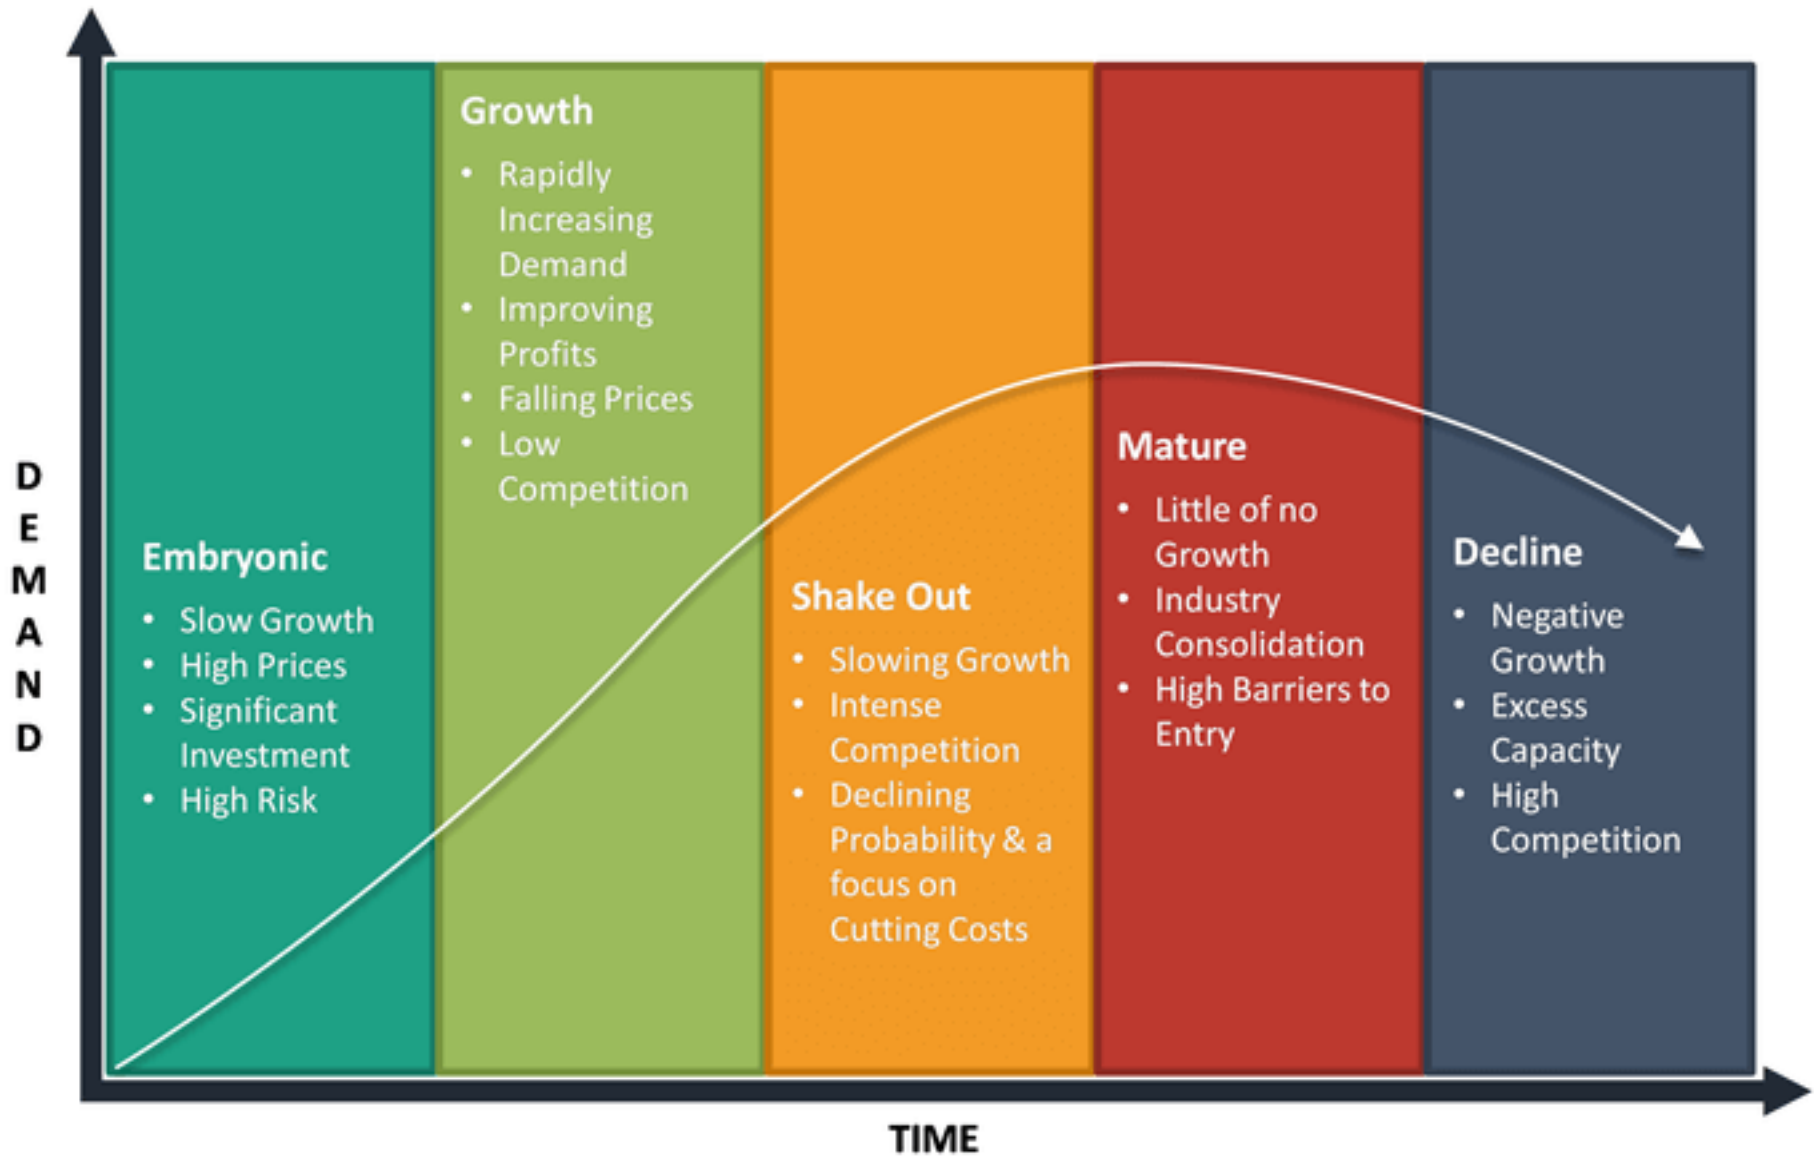 DEMAND
Embryonic
• Slow Growth
• High Prices
• Significant
Investment
• High Risk
Growth
• Rapidly
Increasing
Demand
• Improving
Profits
• Falling Prices
• Low
Competition
Shake Out
• Slowing Growth
• Intense
Competition
• Declining
Probability & a
focus on
Cutting Costs
Mature
• Little of no
Growth
• Industry
Consolidation
• High Barriers to
Entry
Decline
• Negative
Growth
• Excess
Capacity
• High
Competition
TIME